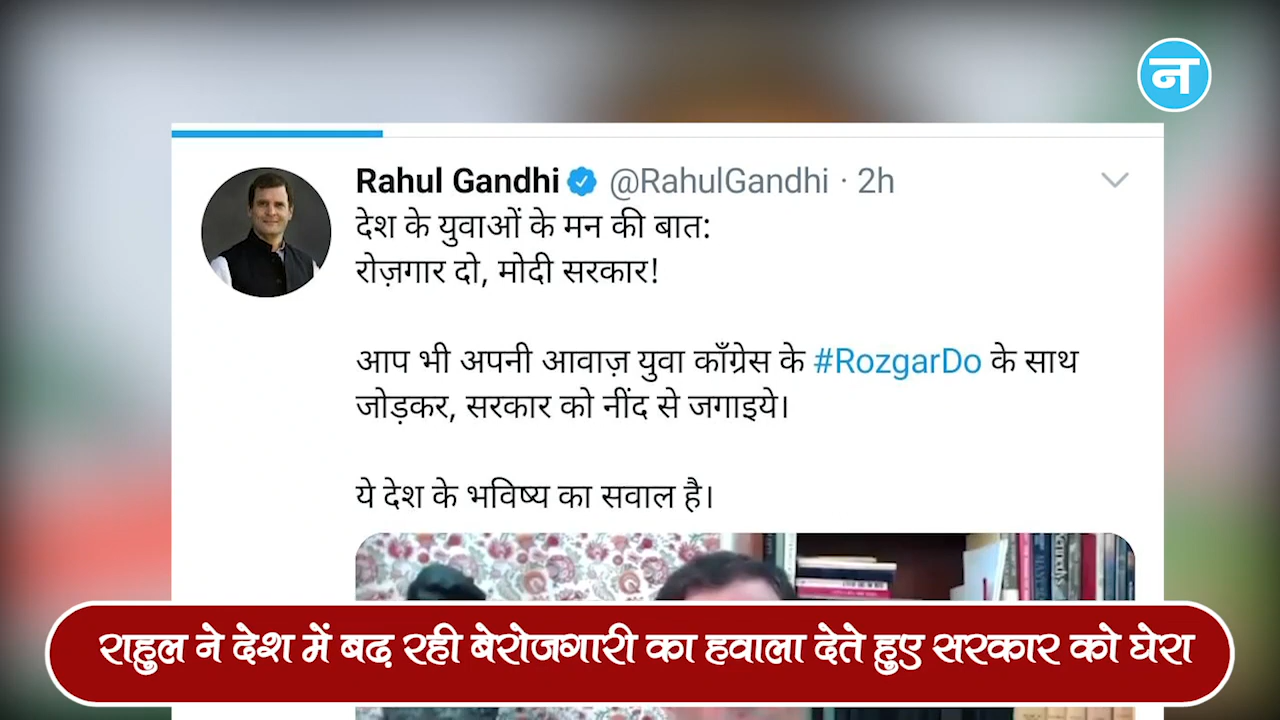 न
Rahul Gandhi @RahulGandhi · 2h
देश के युवाओं के मन की बात:
रोज़गार दो, मोदी सरकार!
आप भी अपनी आवाज़ युवा काँग्रेस के #RozgarDo के साथ
जोड़कर, सरकार को नींद से जगाइये।
ये देश के भविष्य का सवाल है।
राहुल ने देश में बढ़ रही बेरोजगारी का हवाला देते हुए सरकार को घेरा